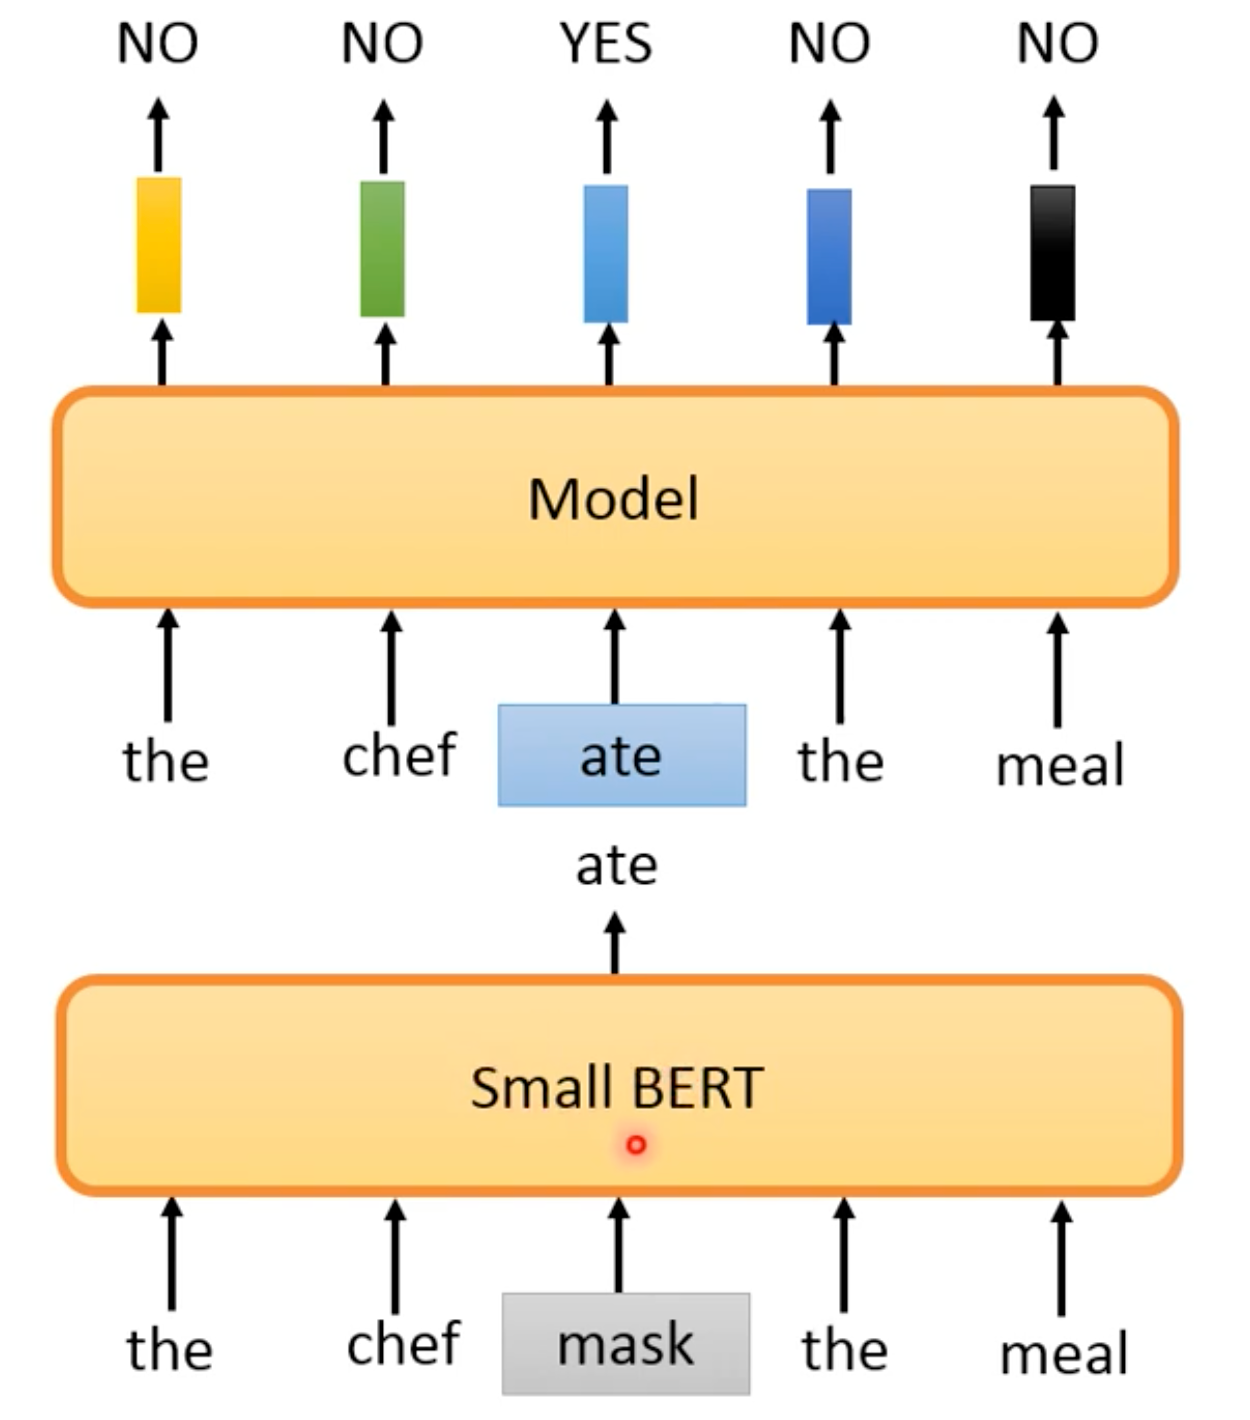 NO NO YES NO NO
Model
the chef ate the meal
ate
Small BERT
the chef mask the meal